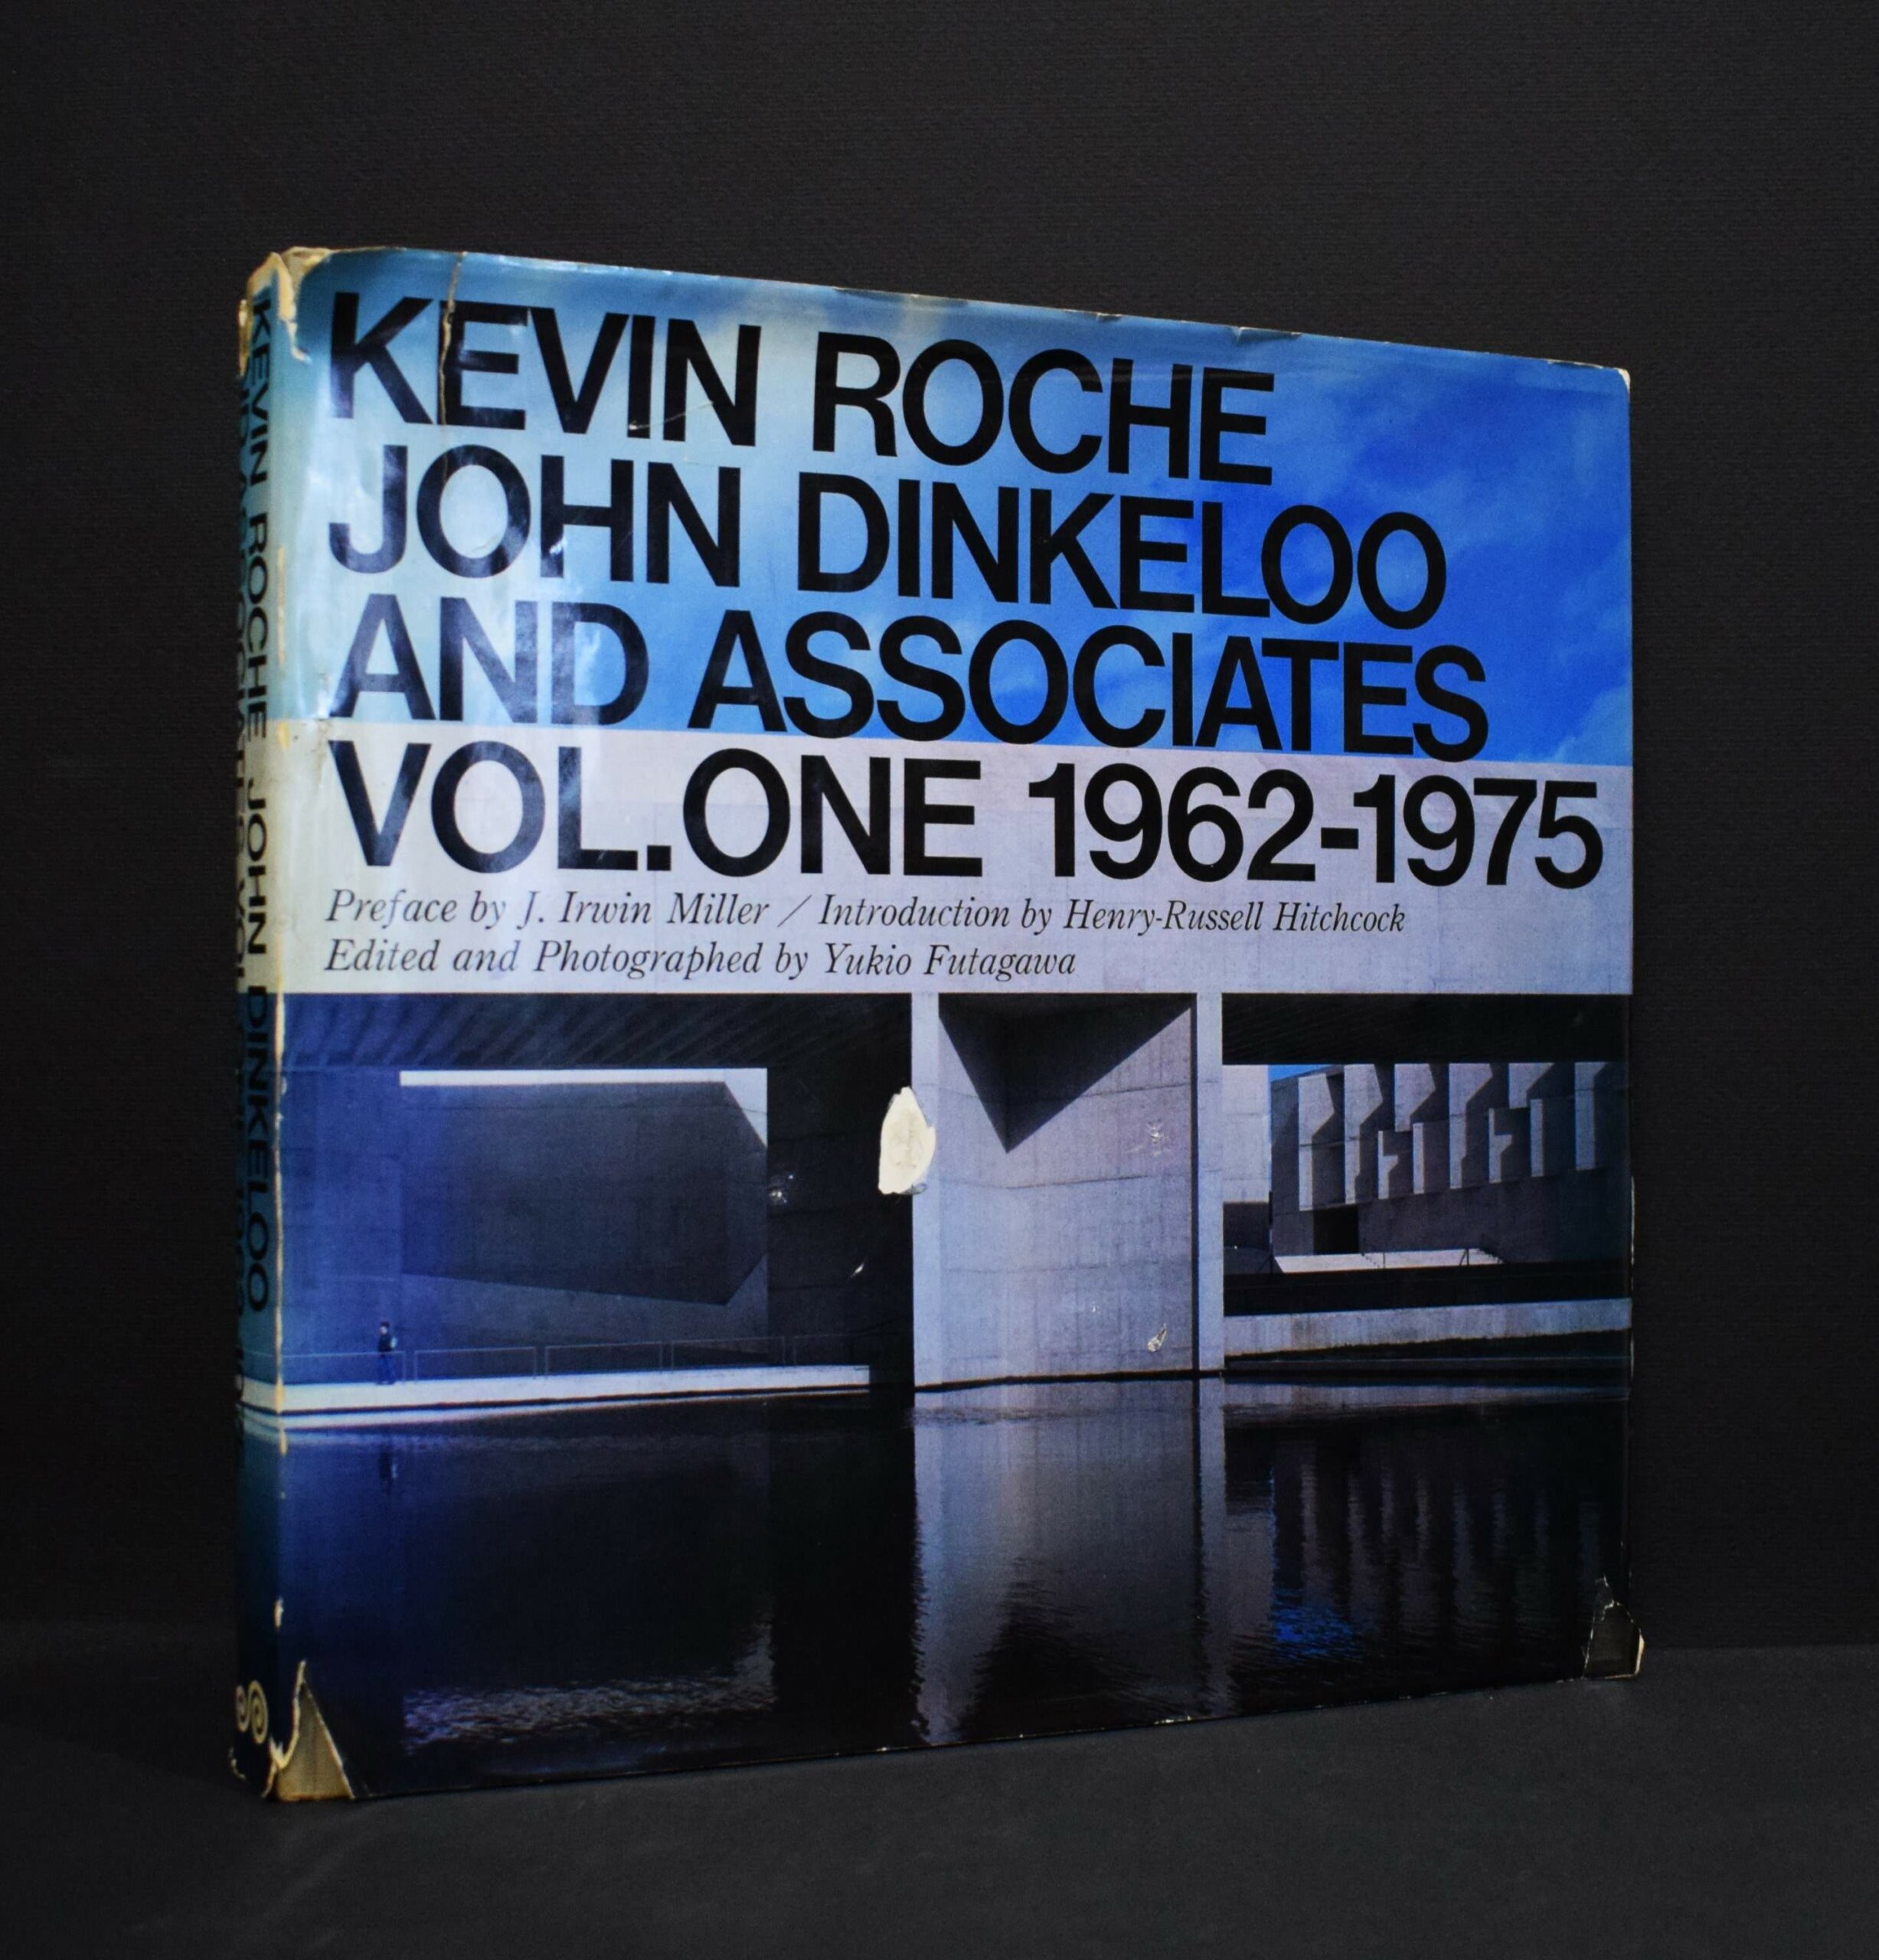 KEVIN ROCHE
JOHN DINKELOO
AND ASSOCIATES
VOL.ONE 1962-1975
Preface by J. Irwin Miller / Introduction by Henry-Russell Hitchcock
Edited and Photographed by Yukio Futagawa
KEVIN ROCHE JOHN DINKELOO